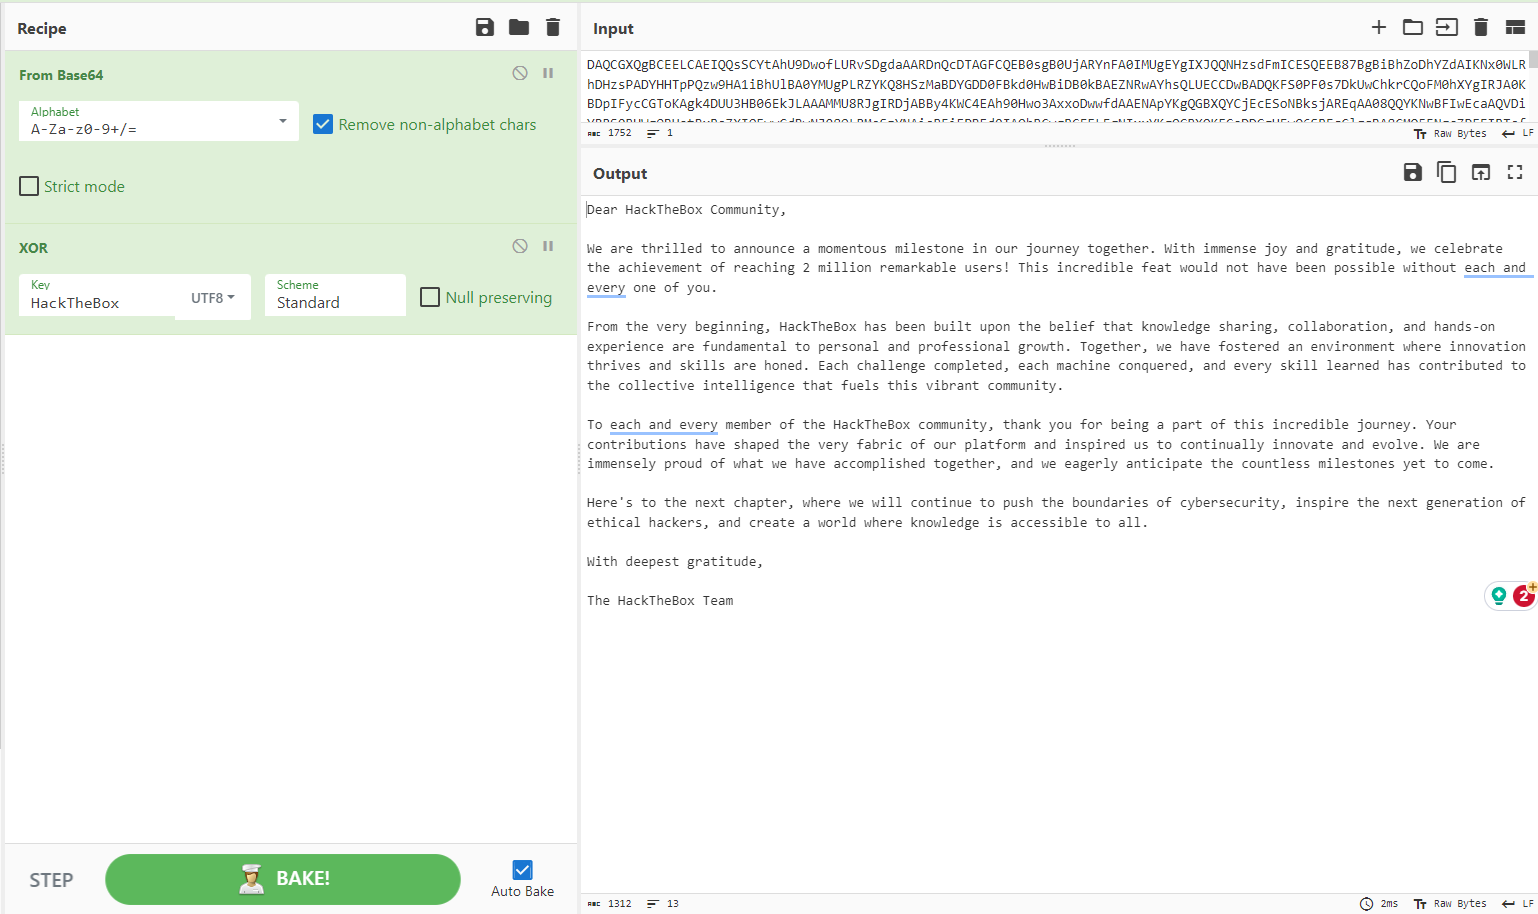 Recipe
From Base64
Alphabet
A-Za-z0-9+/=
Remove non-alphabet chars
Strict mode
XOR
Key
HackTheBox
UTF8
Scheme
Standard
Null preserving
STEP
BAKE!
Auto Bake
Input
DAQCGXQgBCEELCAEIQQsSCYtAhU9DwofLURvSDgdaAARDnQcDTAGFCQEB0sgB0UjARYnFA0IMUgEYgIXJQQNHzsdFmICESQEEB87BgBiBhZoDhYZdAIKNx0WLR
hDHzsPADYHHTpPQzw9HA1iBhUlBA0YMUgPLRZYKQ8HSzMaBDYGDD0FBkd0HwBiDB0kBAEZNRwAYhsQLUECCDwBADQKFS0PF0s7DkUwChkrCQoFM0hXYgIRJA0K
BDpIFycCGToKAgk4DUU3HB06EkJLAAAMMU8RJgIRDjABBy4KWC4EAh90Hwo3AxxoDwwfdAAENApYKgQGBXQYCjEcESoNBksjAREqAA08QQYKNwBFIwEcaAQVDi
abc 1752
1
Raw Bytes
LF
Output
Dear HackTheBox Community,
We are thrilled to announce a momentous milestone in our journey together. With immense joy and gratitude, we celebrate
the achievement of reaching 2 million remarkable users! This incredible feat would not have been possible without each and
every one of you.
From the very beginning, HackTheBox has been built upon the belief that knowledge sharing, collaboration, and hands-on
experience are fundamental to personal and professional growth. Together, we have fostered an environment where innovation
thrives and skills are honed. Each challenge completed, each machine conquered, and every skill learned has contributed to
the collective intelligence that fuels this vibrant community.
To each and every member of the HackTheBox community, thank you for being a part of this incredible journey. Your
contributions have shaped the very fabric of our platform and inspired us to continually innovate and evolve. We are
immensely proud of what we have accomplished together, and we eagerly anticipate the countless milestones yet to come.
Here's to the next chapter, where we will continue to push the boundaries of cybersecurity, inspire the next generation of
ethical hackers, and create a world where knowledge is accessible to all.
With deepest gratitude,
The HackTheBox Team
2
abc 1312
13
2ms
Raw Bytes
LF